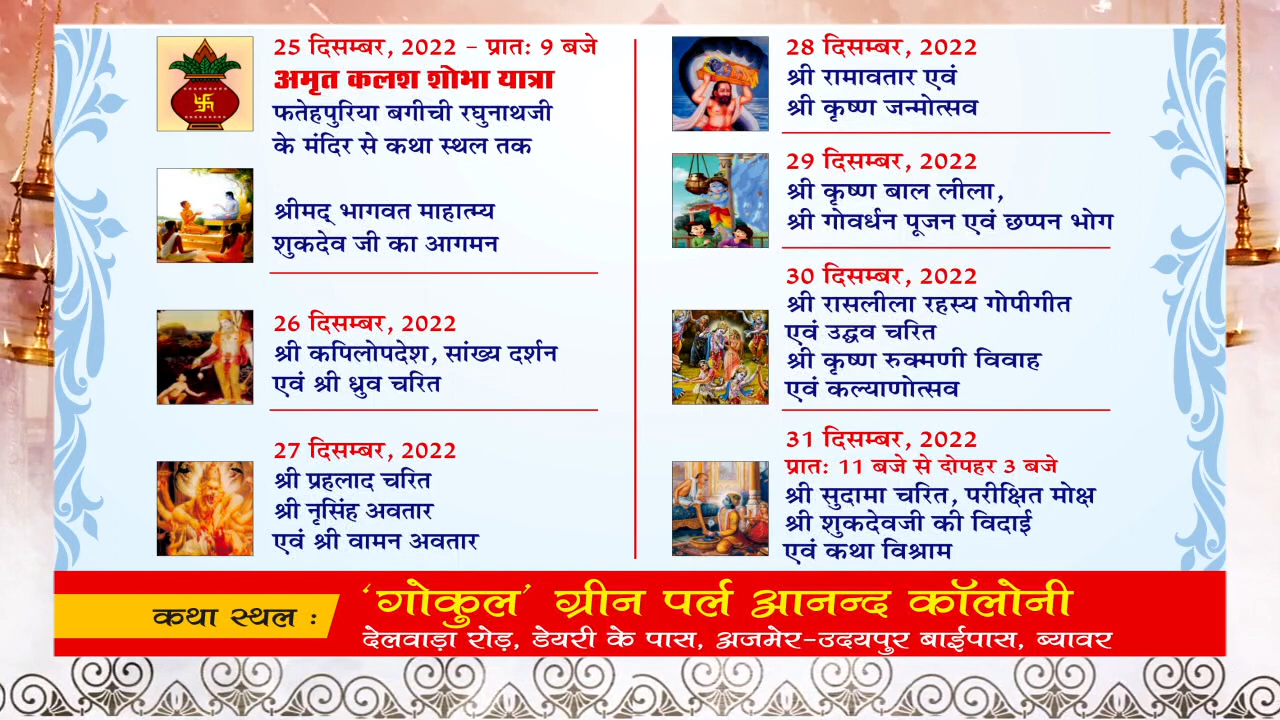 25 दिसम्बर, 2022 - प्रातः 9 बजे
अमृत कलश शोभा यात्रा
फतेहपुरिया बगीची रघुनाथजी
के मंदिर से कथा स्थल तक
श्रीमद् भागवत माहात्म्य
शुकदेव जी का आगमन
26 दिसम्बर, 2022
श्री कपिलोपदेश, सांख्य दर्शन
एवं श्री ध्रुव चरित
27 दिसम्बर, 2022
श्री प्रहलाद चरित
श्री नृसिंह अवतार
एवं श्री वामन अवतार
28 दिसम्बर, 2022
श्री रामावतार एवं
श्री कृष्ण जन्मोत्सव
29 दिसम्बर, 2022
श्री कृष्ण बाल लीला,
श्री गोवर्धन पूजन एवं छप्पन भोग
30 दिसम्बर, 2022
श्री रासलीला रहस्य गोपीगीत
एवं उद्धव चरित
श्री कृष्ण रुक्मणी विवाह
एवं कल्याणोत्सव
31 दिसम्बर, 2022
प्रातः 11 बजे से दोपहर 3 बजे
श्री सुदामा चरित, परीक्षित मोक्ष
श्री शुकदेवजी की विदाई
एवं कथा विश्राम
कथा स्थल :
‘गोकुल’ ग्रीन पर्ल आनन्द कॉलोनी
देलवाड़ा रोड़, डेयरी के पास, अजमेर-उदयपुर बाईपास, ब्यावर